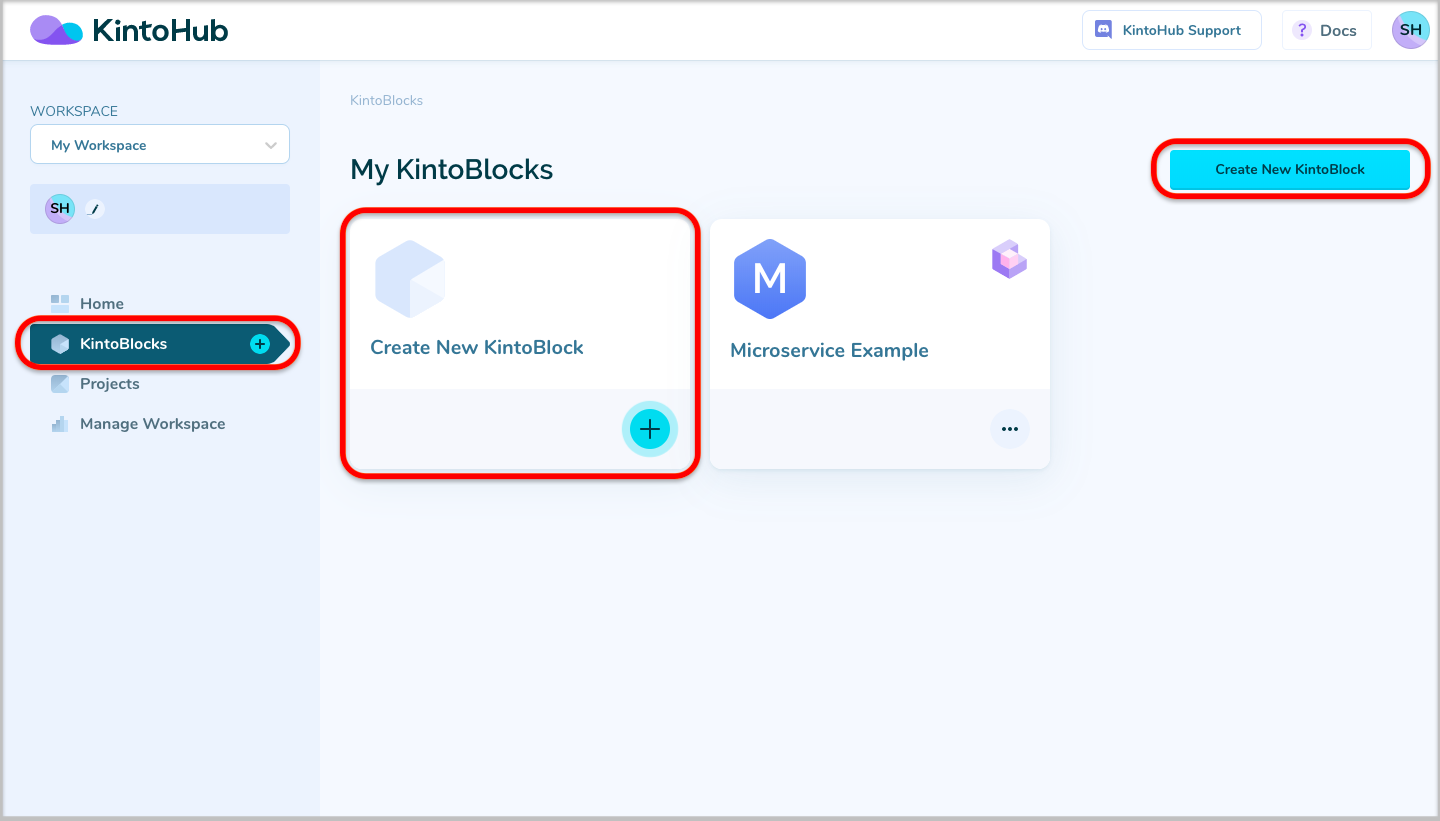 KintoHub
KintoHub Support
? Docs
SH
WORKSPACE
My Workspace
SH
Home
KintoBlocks
Projects
Manage Workspace
KintoBlocks
My KintoBlocks
Create New KintoBlock
Create New KintoBlock
M
Microservice Example